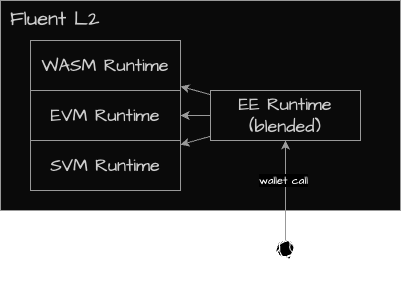 Fluent L2
WASM Runtime
EVM Runtime
SVM Runtime
EE Runtime
(blended)
wallet call